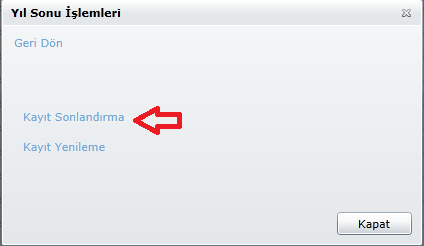 Yıl Sonu İşlemleri
Geri Dön
Kayıt Sonlandırma
Kayıt Yenileme
Kapat